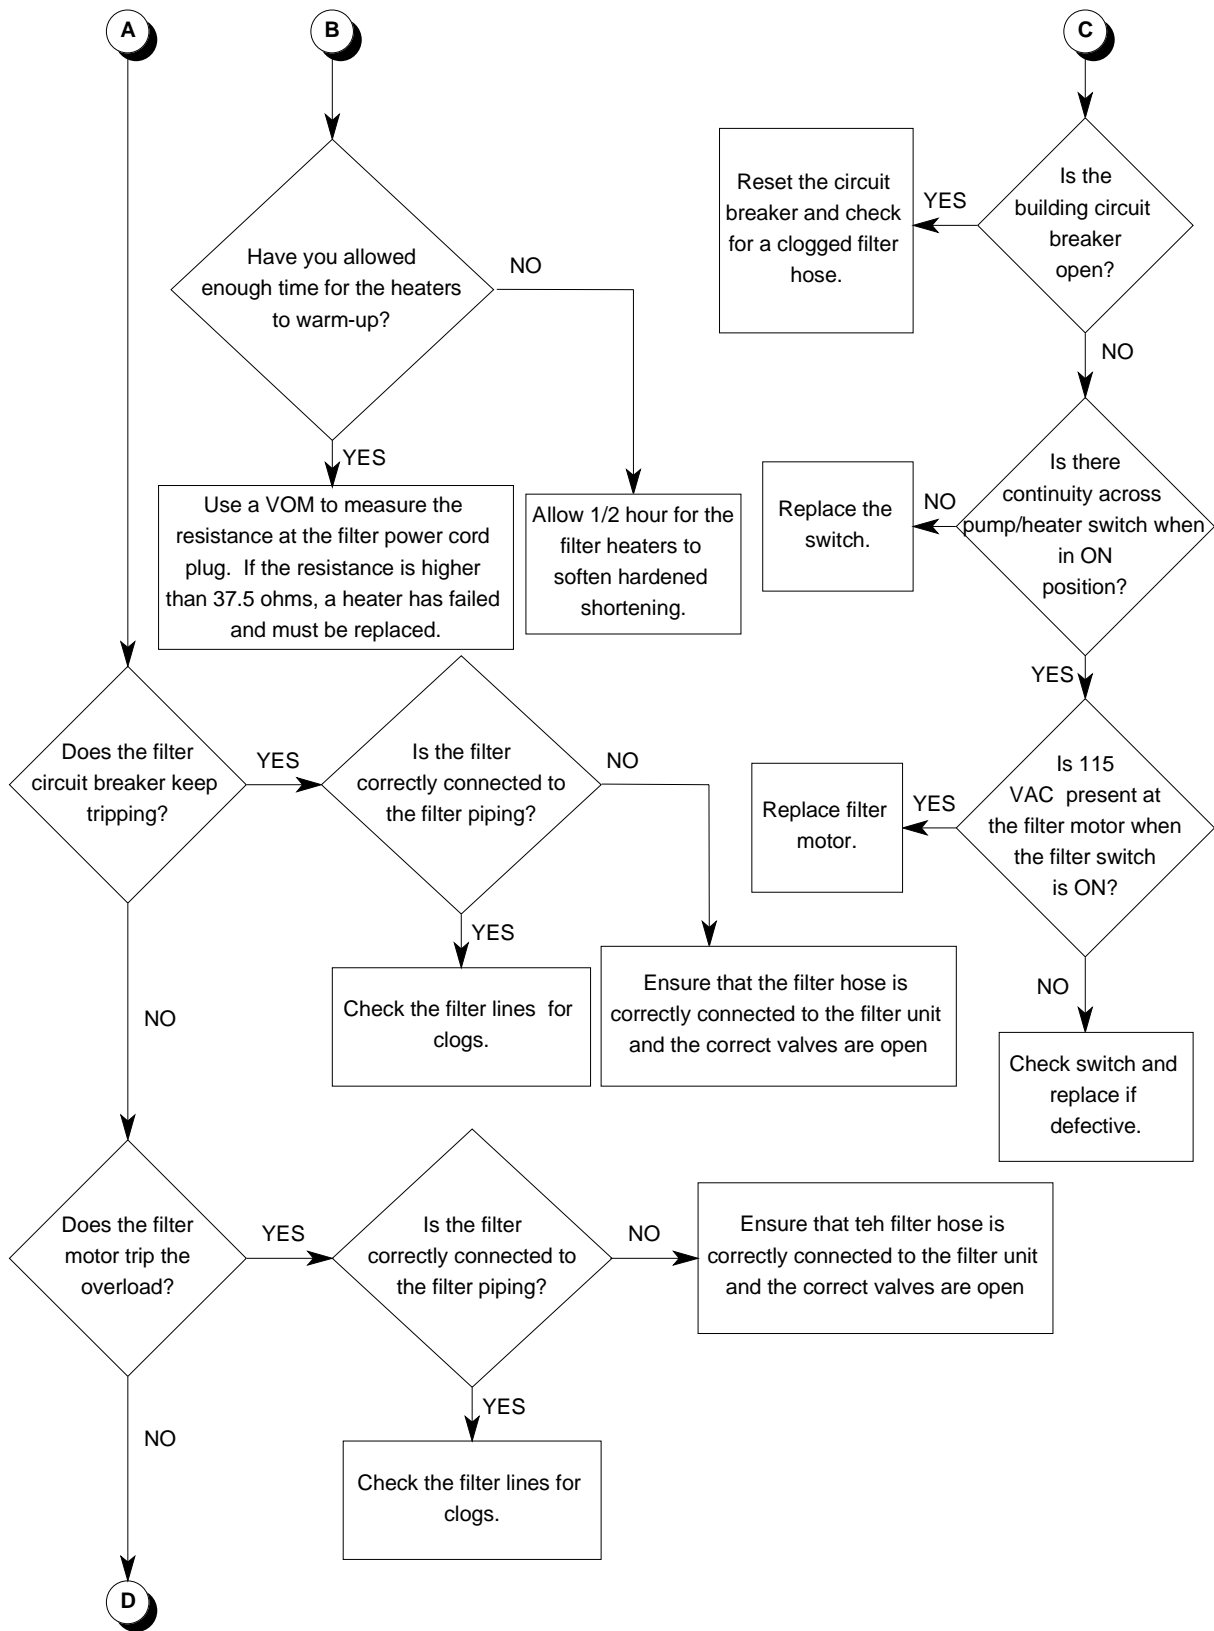 A
B
C
Have you allowed
enough time for the heaters
to warm-up?
NO
YES
Use a VOM to measure the
resistance at the filter power cord
plug.  If the resistance is higher
than 37.5 ohms, a heater has failed
and must be replaced.
Allow 1/2 hour for the
filter heaters to
soften hardened
shortening.
Is the
building circuit
breaker
open?
YES
Reset the circuit
breaker and check
for a clogged filter
hose.
NO
Is there
continuity across
pump/heater switch when
in ON
position?
NO
Replace the
switch.
YES
Is 115
VAC  present at
the filter motor when
the filter switch
is ON?
YES
Replace filter
motor.
NO
Check switch and
replace if
defective.
Does the filter
circuit breaker keep
tripping?
YES
Is the filter
correctly connected to
the filter piping?
NO
YES
Check the filter lines  for
clogs.
Ensure that the filter hose is
correctly connected to the filter unit
and the correct valves are open
NO
Does the filter
motor trip the
overload?
YES
Is the filter
correctly connected to
the filter piping?
NO
Ensure that teh filter hose is
correctly connected to the filter unit
and the correct valves are open
YES
Check the filter lines for
clogs.
NO
D